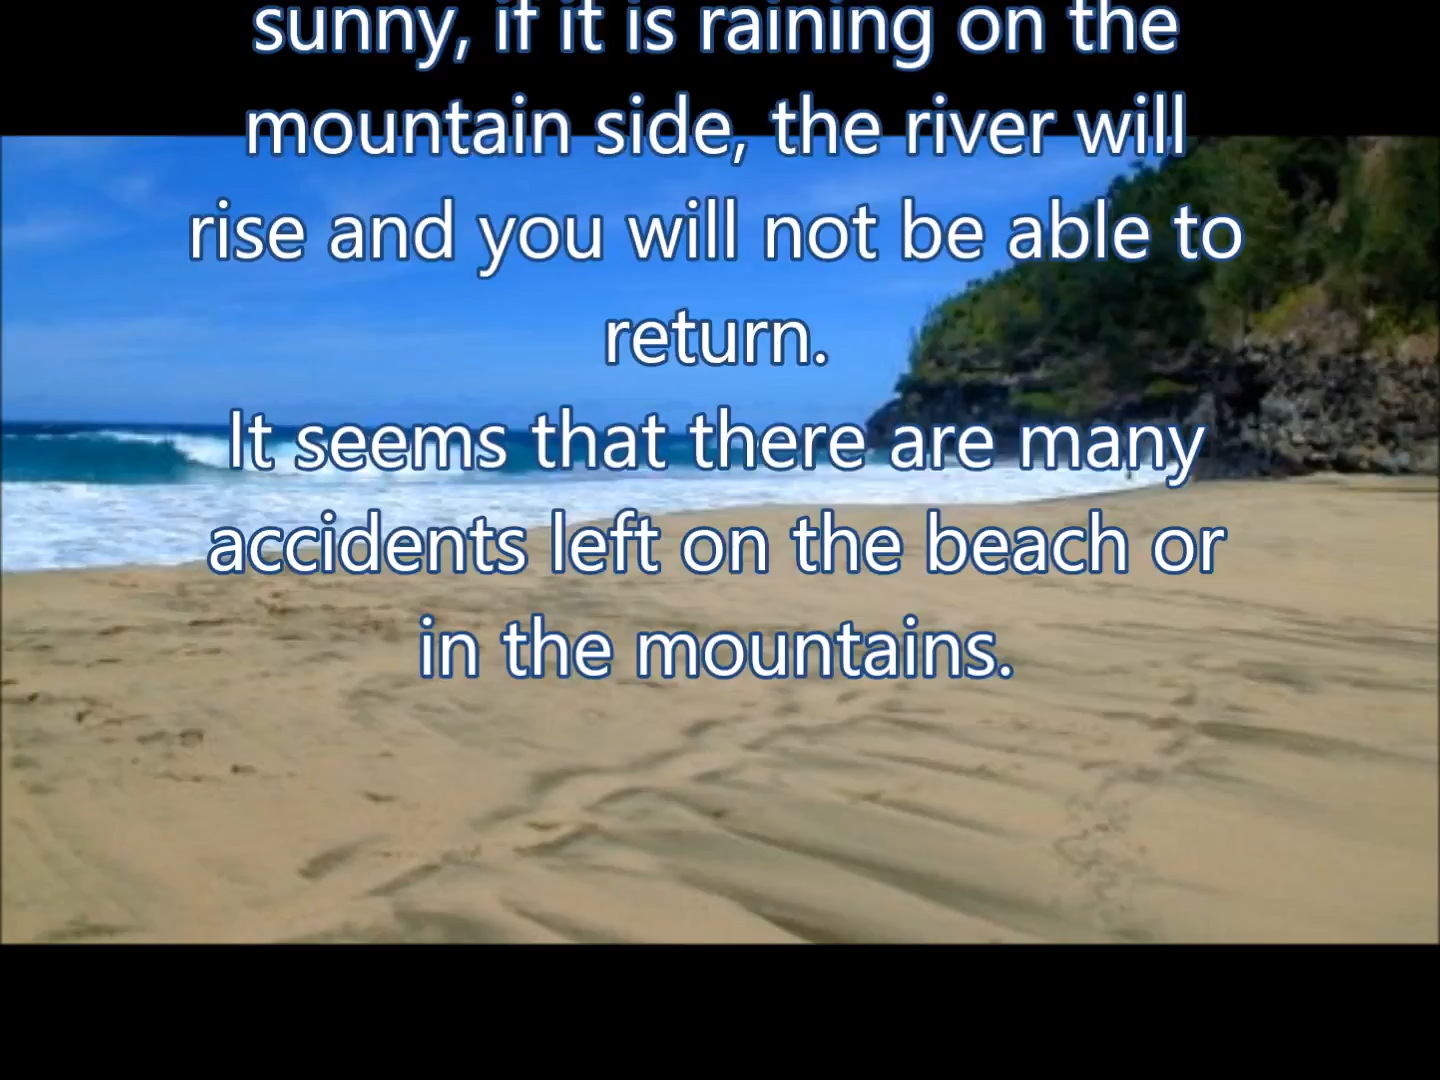 sunny, if it is raining on the
mountain side, the river will
rise and you will not be able to
return.
It seems that there are many
accidents left on the beach or
in the mountains.